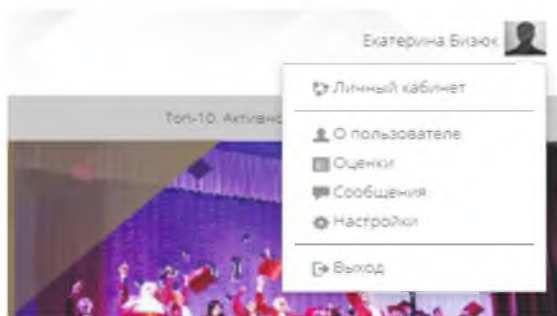 Екатерина Бизюк
Личный кабинет
Топ-10. Активно
О пользователе
Оценки
Сообщения
Настройки
Выход